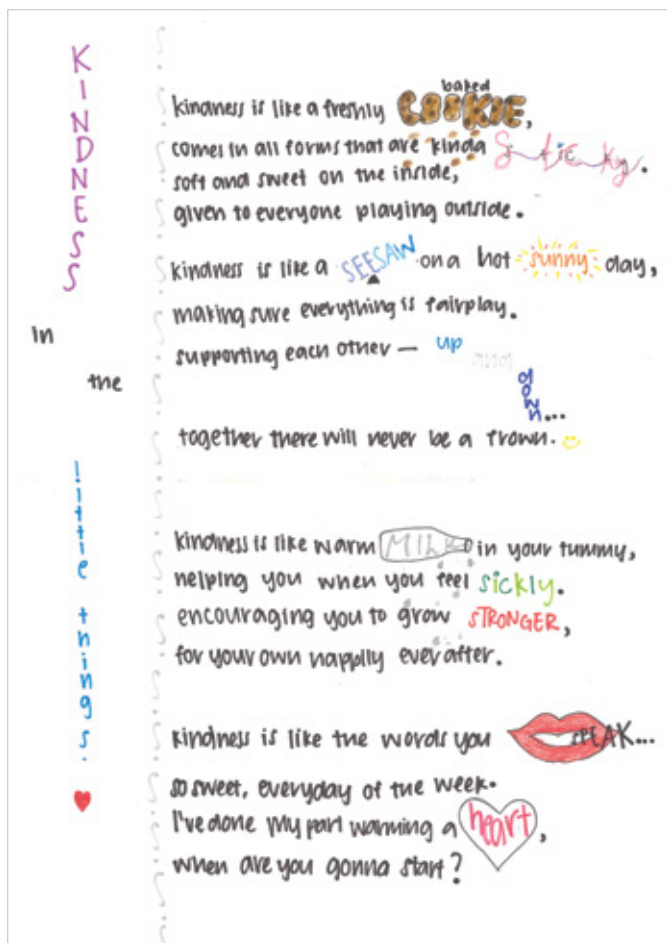 KINDNESS
in
the
little things.
kindness is like a freshly baked COOKIE,
comes in all forms that are kinda sticky.
soft and sweet on the inside,
given to everyone playing outside.
kindness is like a SEESAW on a hot sunny day,
making sure everything is fairplay.
supporting each other — up and down...
together there will never be a frown.
kindness is like warm MILK in your tummy,
helping you when you feel sickly.
encouraging you to grow STRONGER,
for your own happily ever after.
kindness is like the words you SPEAK...
so sweet, everyday of the week.
I've done my part warming a heart,
when are you gonna start?